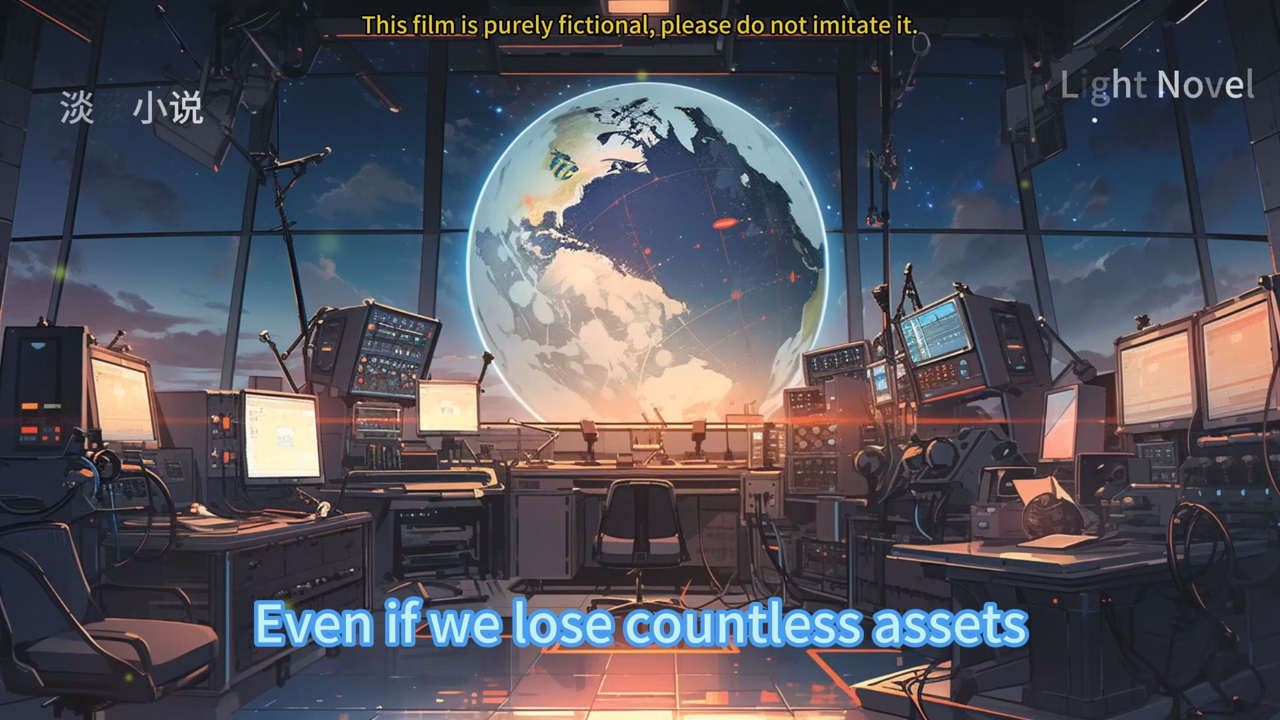 This film is purely fictional, please do not imitate it.
淡 小说
Light Novel
Even if we lose countless assets